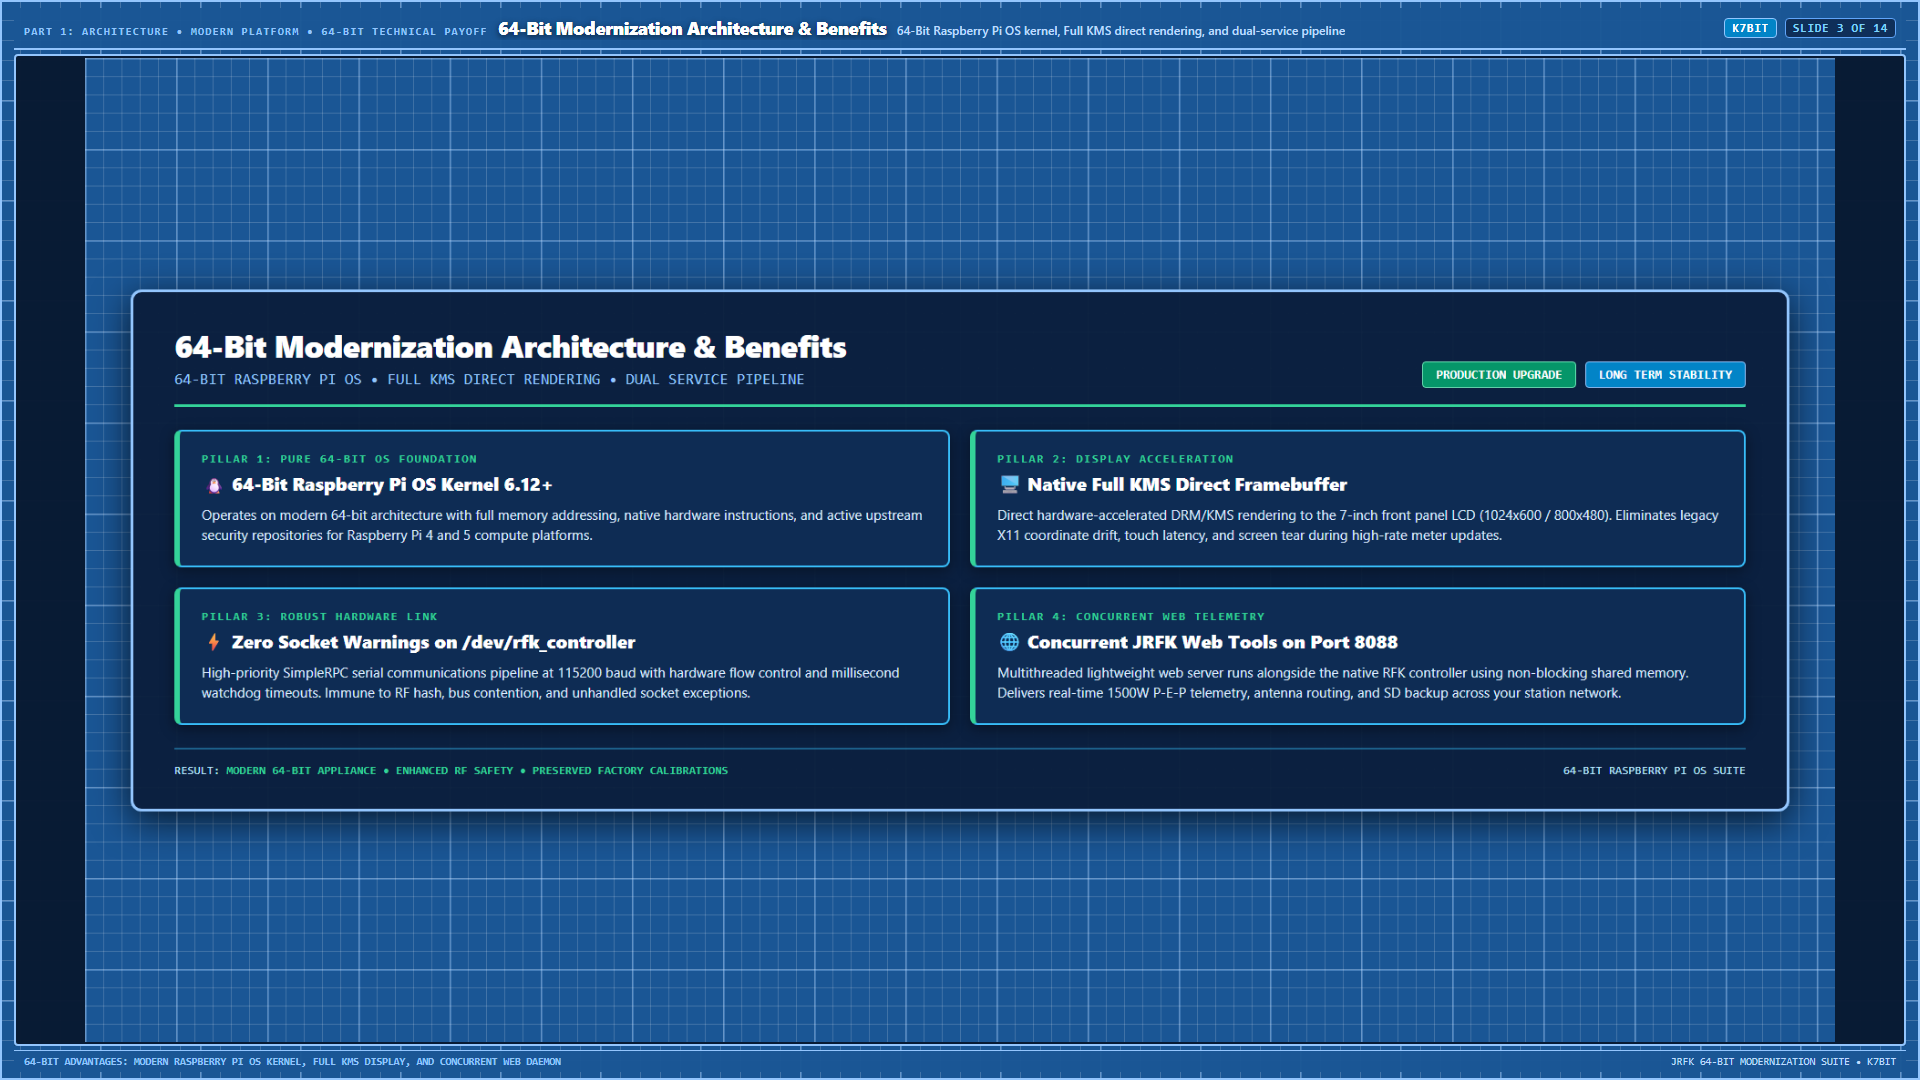 PART 1: ARCHITECTURE • MODERN PLATFORM • 64-BIT TECHNICAL PAYOFF 64-Bit Modernization Architecture & Benefits 64-Bit Raspberry Pi OS kernel, Full KMS direct rendering, and dual-service pipeline K7BIT SLIDE 3 OF 14
64-Bit Modernization Architecture & Benefits
64-BIT RASPBERRY PI OS • FULL KMS DIRECT RENDERING • DUAL SERVICE PIPELINE
PRODUCTION UPGRADE LONG TERM STABILITY
PILLAR 1: PURE 64-BIT OS FOUNDATION
64-Bit Raspberry Pi OS Kernel 6.12+
Operates on modern 64-bit architecture with full memory addressing, native hardware instructions, and active upstream
security repositories for Raspberry Pi 4 and 5 compute platforms.
PILLAR 2: DISPLAY ACCELERATION
Native Full KMS Direct Framebuffer
Direct hardware-accelerated DRM/KMS rendering to the 7-inch front panel LCD (1024x600 / 800x480). Eliminates legacy
X11 coordinate drift, touch latency, and screen tear during high-rate meter updates.
PILLAR 3: ROBUST HARDWARE LINK
Zero Socket Warnings on /dev/rfk_controller
High-priority SimpleRPC serial communications pipeline at 115200 baud with hardware flow control and millisecond
watchdog timeouts. Immune to RF hash, bus contention, and unhandled socket exceptions.
PILLAR 4: CONCURRENT WEB TELEMETRY
Concurrent JRFK Web Tools on Port 8088
Multithreaded lightweight web server runs alongside the native RFK controller using non-blocking shared memory.
Delivers real-time 1500W P-E-P telemetry, antenna routing, and SD backup across your station network.
RESULT: MODERN 64-BIT APPLIANCE • ENHANCED RF SAFETY • PRESERVED FACTORY CALIBRATIONS
64-BIT RASPBERRY PI OS SUITE
64-BIT ADVANTAGES: MODERN RASPBERRY PI OS KERNEL, FULL KMS DISPLAY, AND CONCURRENT WEB DAEMON
JRFK 64-BIT MODERNIZATION SUITE • K7BIT